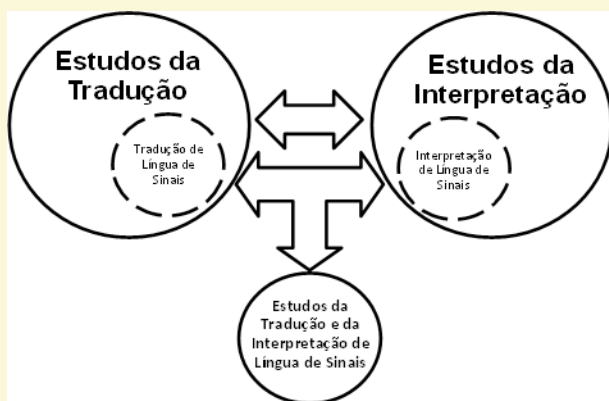 Estudos da
Tradução
Tradução de
Língua de
Sinais
Estudos da
Interpretação
Interpretação
de Língua de
Sinais
Estudos da
Tradução e da
Interpretação de
Língua de Sinais